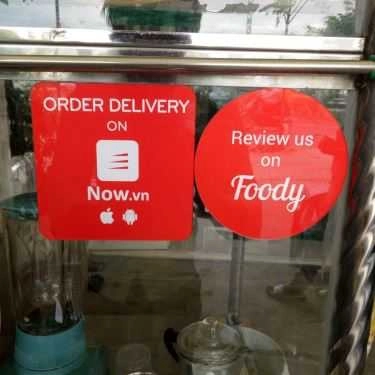 ORDER DELIVERY
ON
Now.vn
Review us
on
Foody